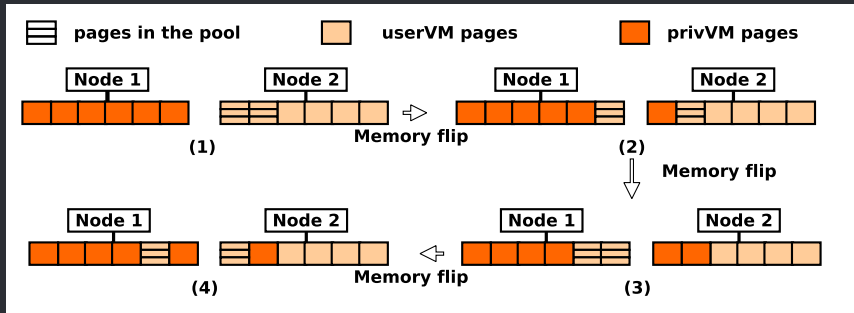 pages in the pool
userVM pages
privVM pages
Node 1
Node 2
Node 1
Node 2
Memory flip
(1)
(2)
Memory flip
Node 1
Node 2
Node 1
Node 2
Memory flip
(4)
(3)